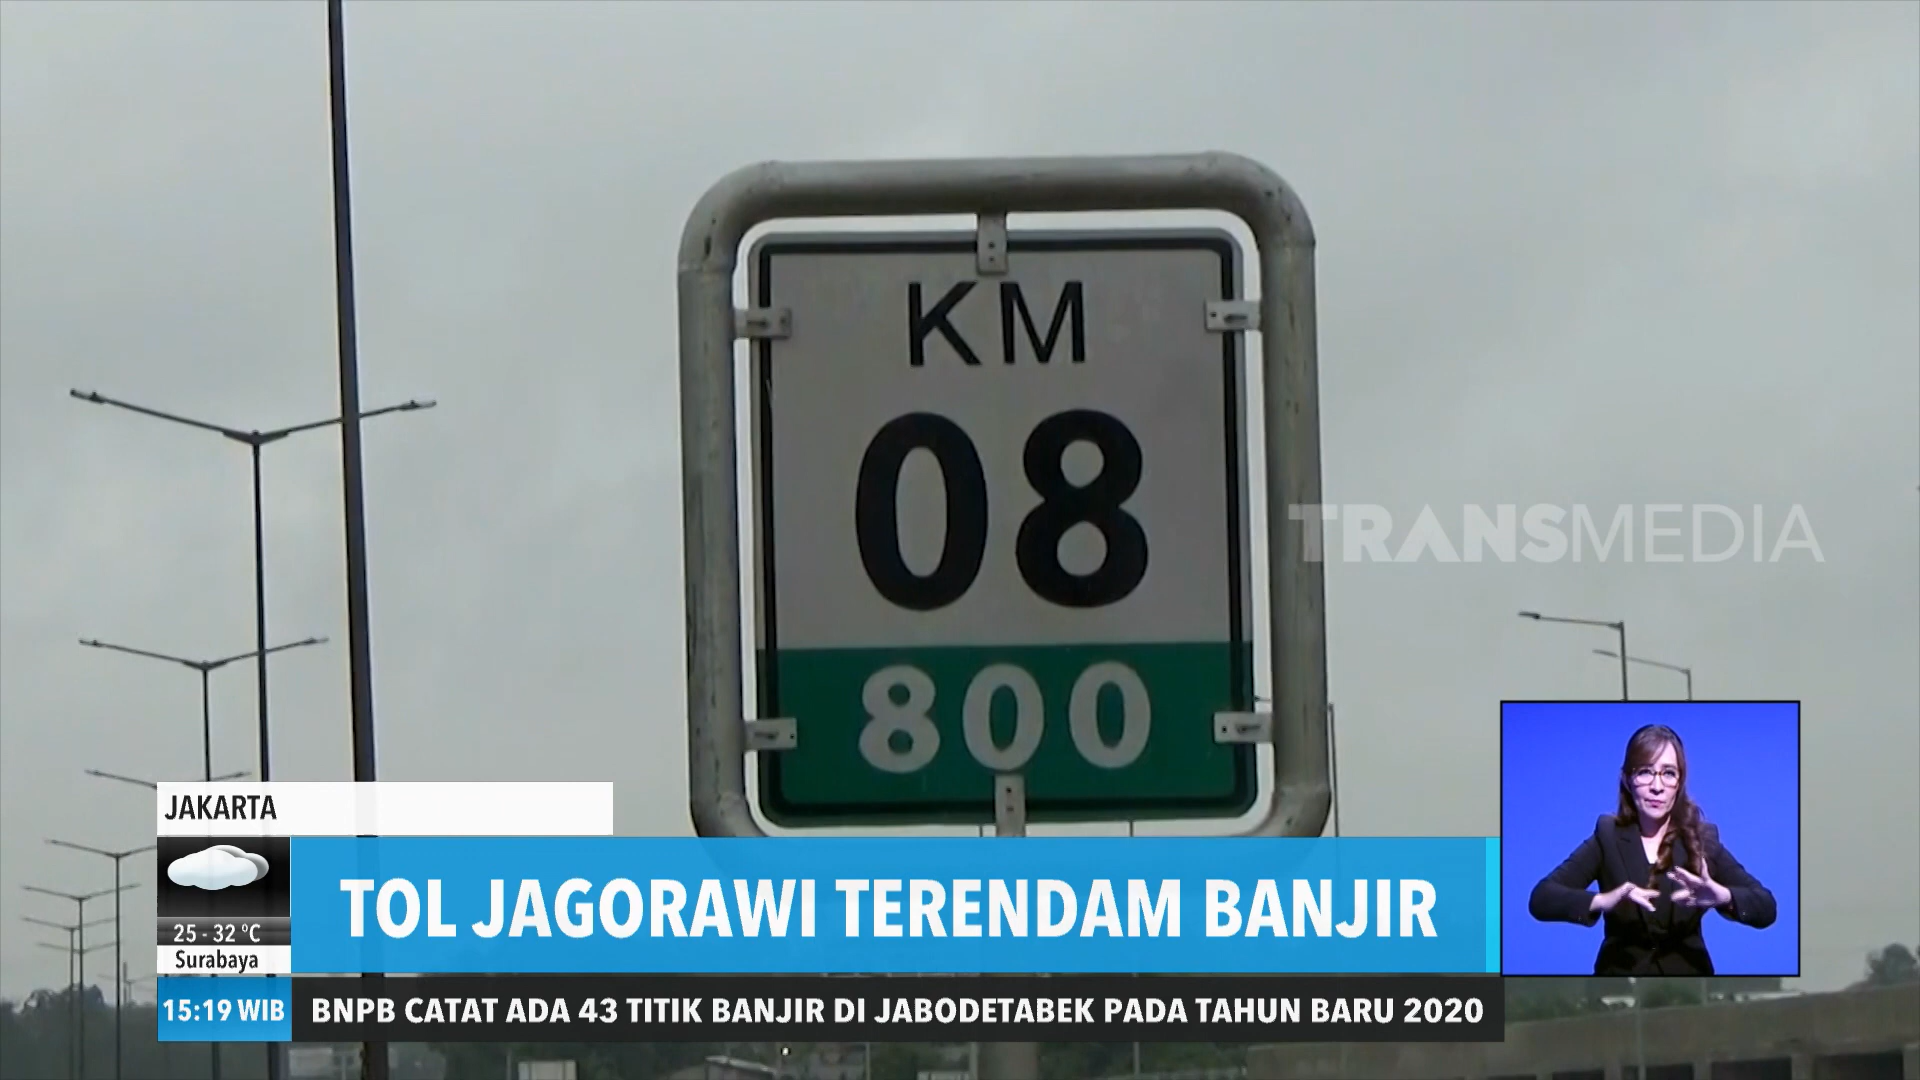 KM
08
800
TRANSMEDIA
JAKARTA
TOL JAGORAWI TERENDAM BANJIR
25 - 32 °C
Surabaya
15:19 WIB
BNPB CATAT ADA 43 TITIK BANJIR DI JABODETABEK PADA TAHUN BARU 2020